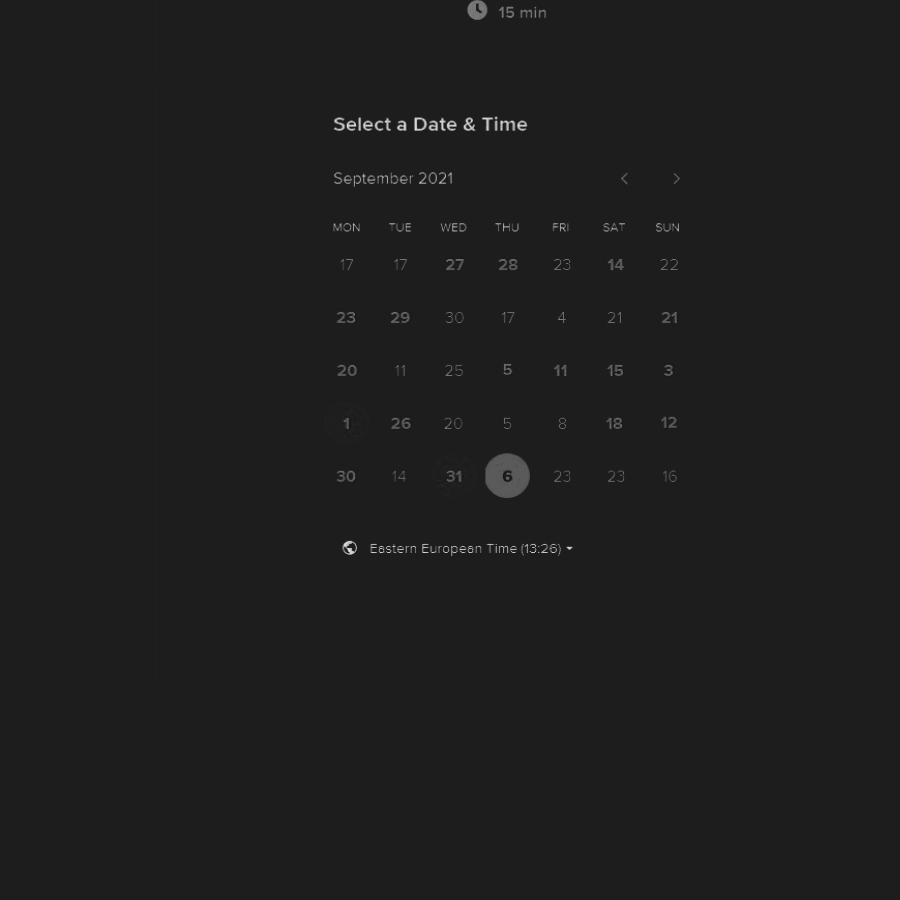 15 min
Select a Date & Time
September 2021
MON TUE WED THU FRI SAT SUN
17 17 27 28 23 14 22
23 29 30 17 4 21 21
20 11 25 5 11 15 3
1 26 20 5 8 18 12
30 14 31 6 23 23 16
Eastern European Time (13:26)